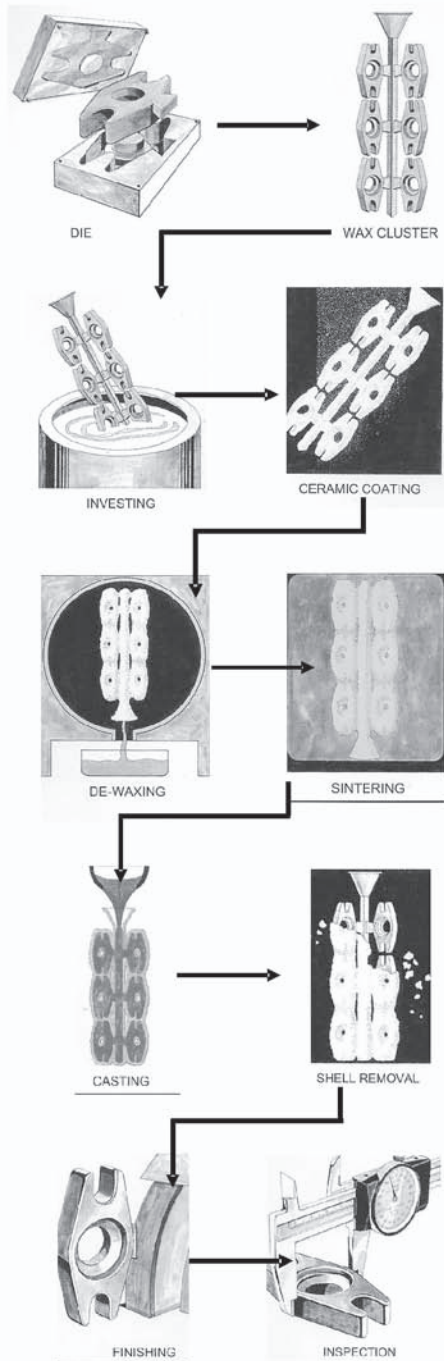 DIE
WAX CLUSTER
INVESTING
CERAMIC COATING
DE-WAXING
SINTERING
CASTING
SHELL REMOVAL
FINISHING
INSPECTION